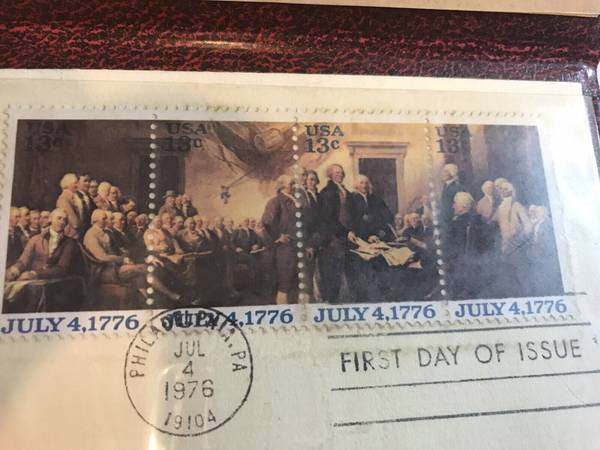 USA USA USA USA
13c 13c 13c 13
JULY 4,1776 JULY 4,1776 JULY 4,1776 JULY 4,1776
PHILADELPHIA, PA
JUL
4
1976
19104
FIRST DAY OF ISSUE